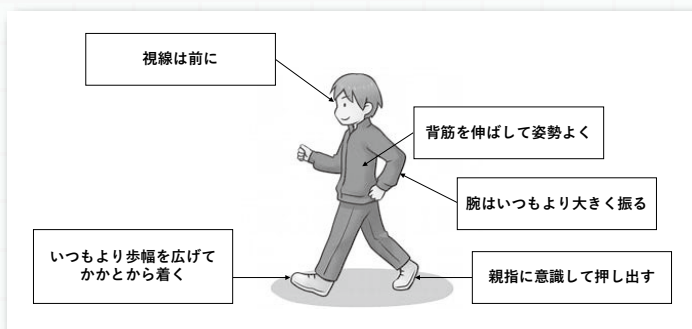 視線は前に
背筋を伸ばして姿勢よく
腕はいつもより大きく振る
いつもより歩幅を広げて
かかとから着く
親指に意識して押し出す